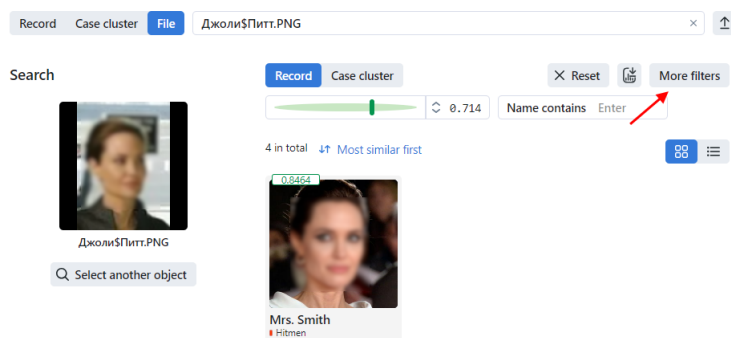 Record Case cluster File Джоли$Питт.PNG
Search
Record Case cluster Reset More filters
0.714 Name contains Enter
4 in total Most similar first
0.8464
Джоли$Питт.PNG
Select another object
Mrs. Smith
Hitmen